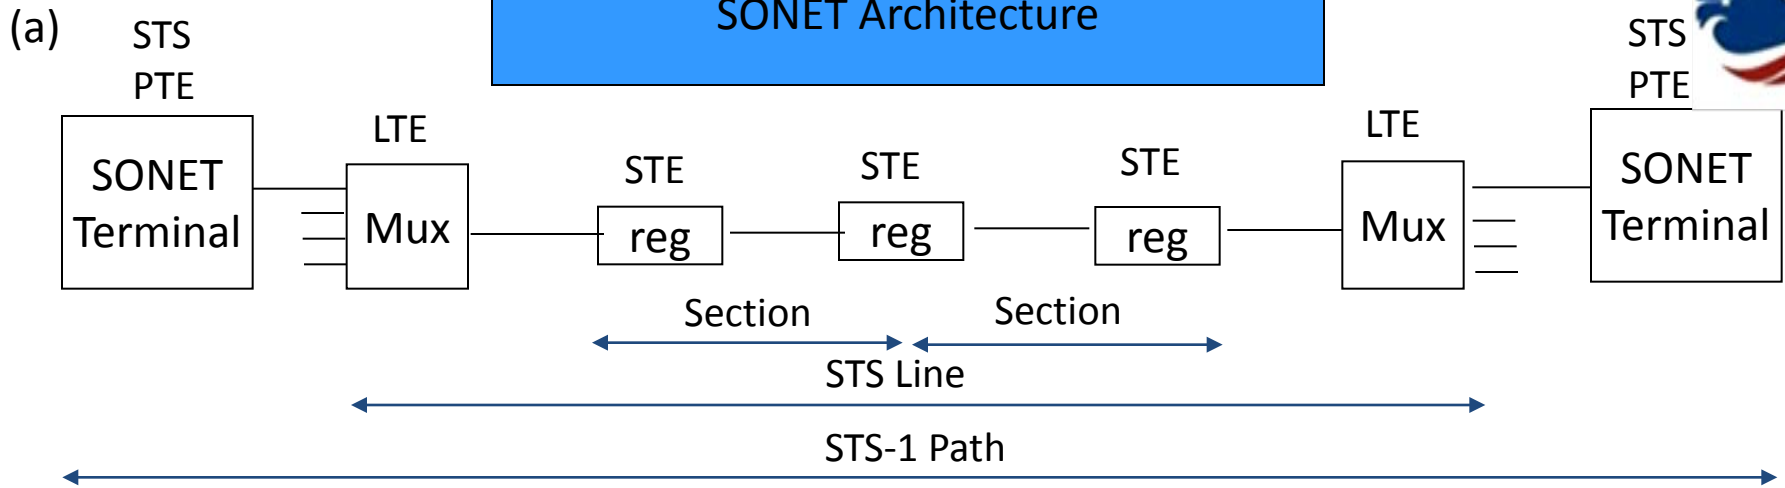 (a)
SONET Architecture
STS
PTE
STS
PTE
LTE
LTE
STE
STE
STE
SONET
Terminal
Mux
reg
reg
reg
Mux
SONET
Terminal
Section
Section
STS Line
STS-1 Path